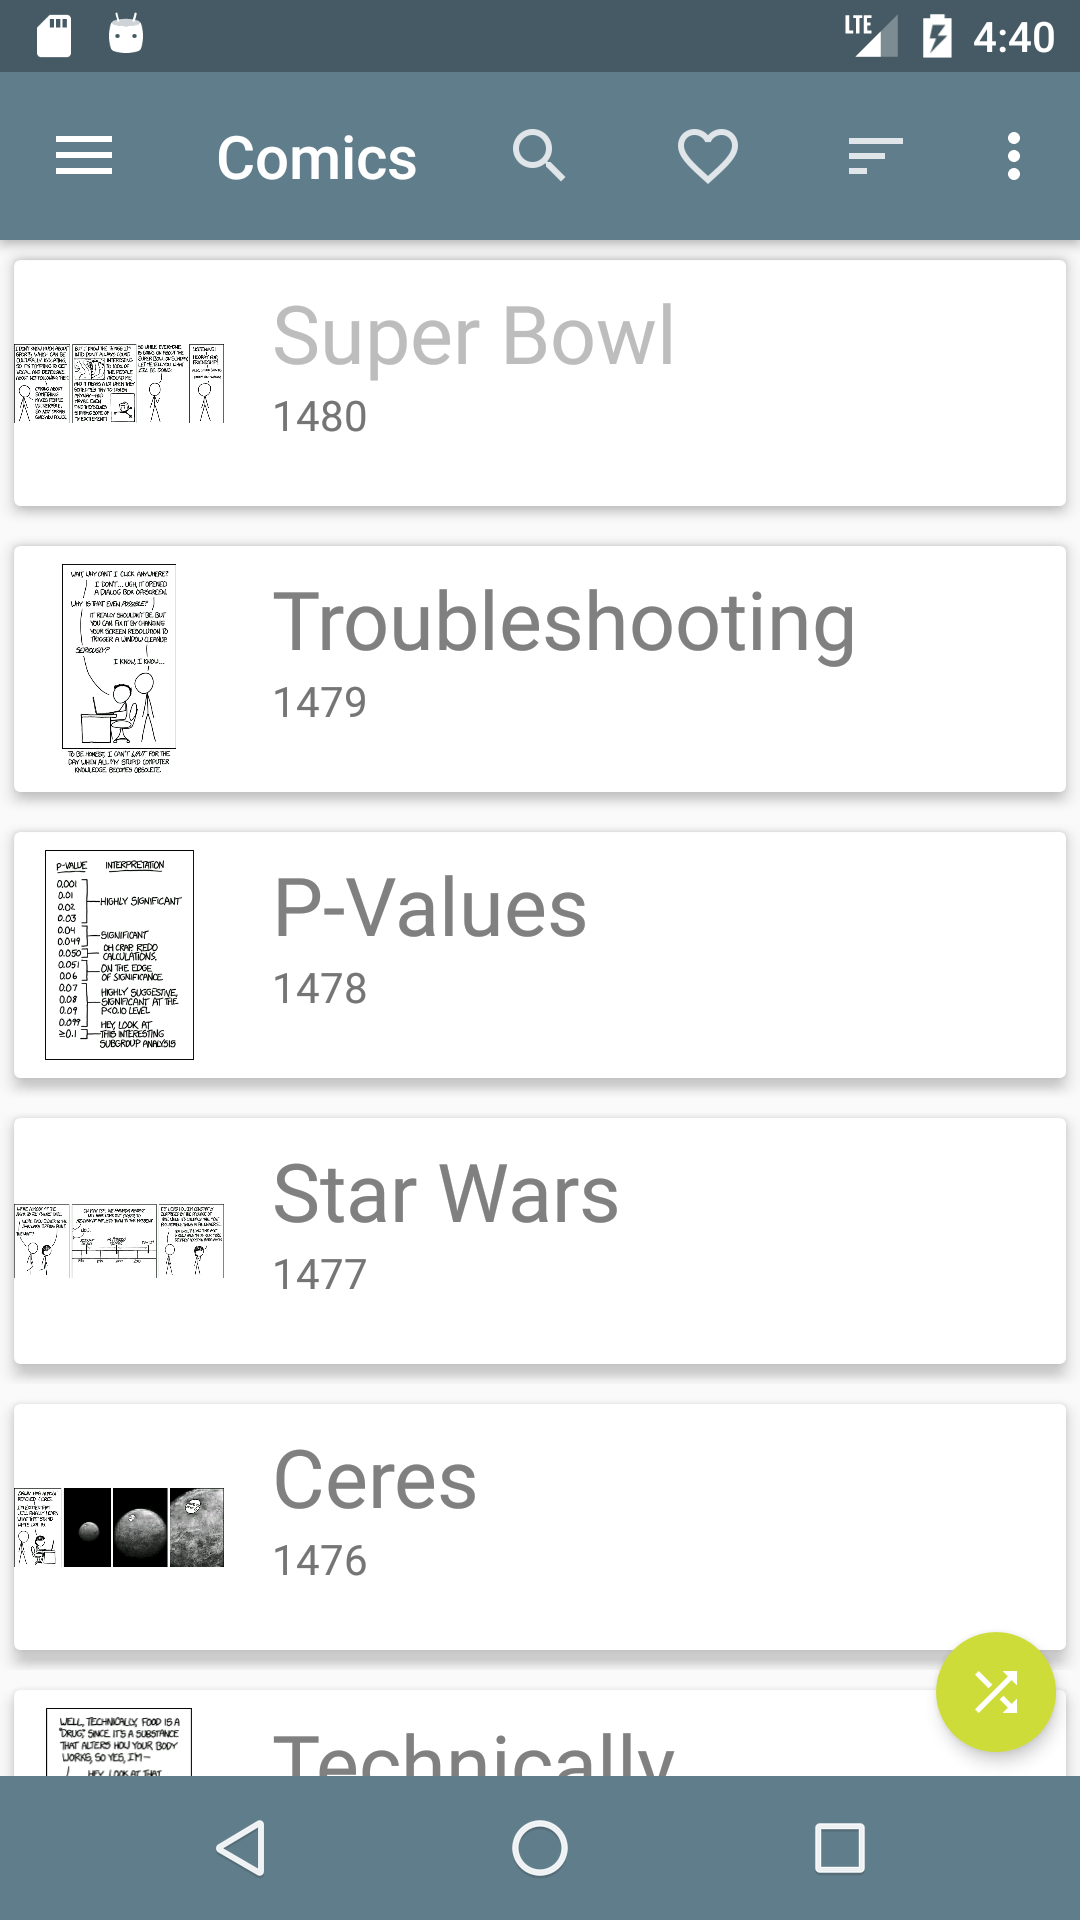 LTE 4:40
Comics
Super Bowl
1480
WAIT, WHY CAN'T I CLICK ANYWHERE?
I DON'T... UGH, IT OPENED
A DIALOG BOX OFFSCREEN.
WHY IS THAT EVEN POSSIBLE?
IT REALLY SHOULDN'T BE. BUT
YOU CAN FIX IT BY CHANGING
YOUR SCREEN RESOLUTION TO
TRIGGER A WINDOW CLEANUP.
SERIOUSLY?
I KNOW, I KNOW...
TO BE HONEST, I CAN'T WAIT FOR THE
DAY WHEN ALL MY STUPID COMPUTER
KNOWLEDGE BECOMES OBSOLETE.
Troubleshooting
1479
P-VALUE INTERPRETATION
0.001
0.01
0.02
0.03
HIGHLY SIGNIFICANT
0.04
0.049
SIGNIFICANT
0.050
OH CRAP. REDO
CALCULATIONS.
0.051
0.06
ON THE EDGE
OF SIGNIFICANCE
0.07
0.08
0.09
0.099
HIGHLY SUGGESTIVE,
SIGNIFICANT AT THE
P<0.10 LEVEL
≥0.1
HEY, LOOK AT
THIS INTERESTING
SUBGROUP ANALYSIS
P-Values
1478
Star Wars
1477
Ceres
1476
WELL, TECHNICALLY, FOOD IS A
"DRUG," SINCE IT'S A SUBSTANCE
THAT ALTERS HOW YOUR BODY
WORKS, SO YES, I'M—
HEY, LOOK AT THAT
Technically